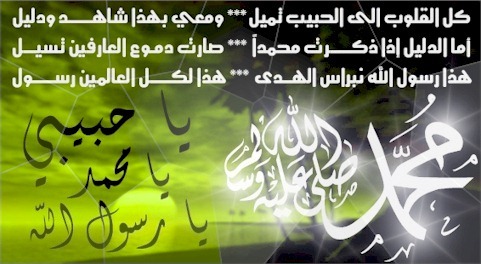 كل القلوب الى الحبيب تميل *** ومعي بهذا شاهد ودليل
أما الدليل اذا ذكرت محمداً *** صارت دموع العارفين تسيل
هذا رسول الله نبراس الهدى *** هذا لكل العالمين رسول
محمد صلى الله عليه وسلم
يا حبيبي
يا محمد
يا رسول الله